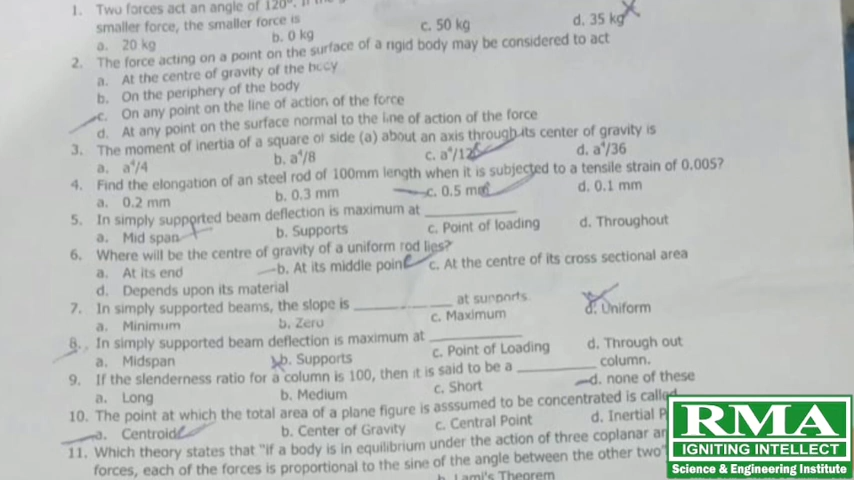 1. Two forces act an angle of 120°. If the
smaller force, the smaller force is
a. 20 kg b. 0 kg c. 50 kg d. 35 kg
2. The force acting on a point on the surface of a rigid body may be considered to act
a. At the centre of gravity of the body
b. On the periphery of the body
c. On any point on the line of action of the force
d. At any point on the surface normal to the line of action of the force
3. The moment of inertia of a square of side (a) about an axis through its center of gravity is
a. a⁴/4 b. a⁴/8 c. a⁴/12 d. a⁴/36
4. Find the elongation of an steel rod of 100mm length when it is subjected to a tensile strain of 0.005?
a. 0.2 mm b. 0.3 mm c. 0.5 mm d. 0.1 mm
5. In simply supported beam deflection is maximum at ____________
a. Mid span b. Supports c. Point of loading d. Throughout
6. Where will be the centre of gravity of a uniform rod lies?
a. At its end b. At its middle point c. At the centre of its cross sectional area
d. Depends upon its material
7. In simply supported beams, the slope is ____________ at supports.
a. Minimum b. Zero c. Maximum d. Uniform
8. In simply supported beam deflection is maximum at ____________
a. Midspan b. Supports c. Point of Loading d. Through out
9. If the slenderness ratio for a column is 100, then it is said to be a __________ column.
a. Long b. Medium c. Short d. none of these
10. The point at which the total area of a plane figure is asssumed to be concentrated is called
a. Centroid b. Center of Gravity c. Central Point d. Inertial
11. Which theory states that "if a body is in equilibrium under the action of three coplanar
forces, each of the forces is proportional to the sine of the angle between the other two"
b. Lami's Theorem
RMA
IGNITING INTELLECT
Science & Engineering Institute